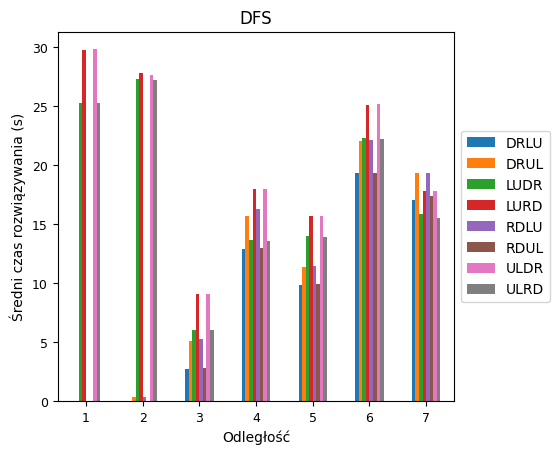 DFS
Średni czas rozwiązywania (s)
30
25
20
15
10
5
0
1 2 3 4 5 6 7
Odległość
DRLU
DRUL
LUDR
LURD
RDLU
RDUL
ULDR
ULRD